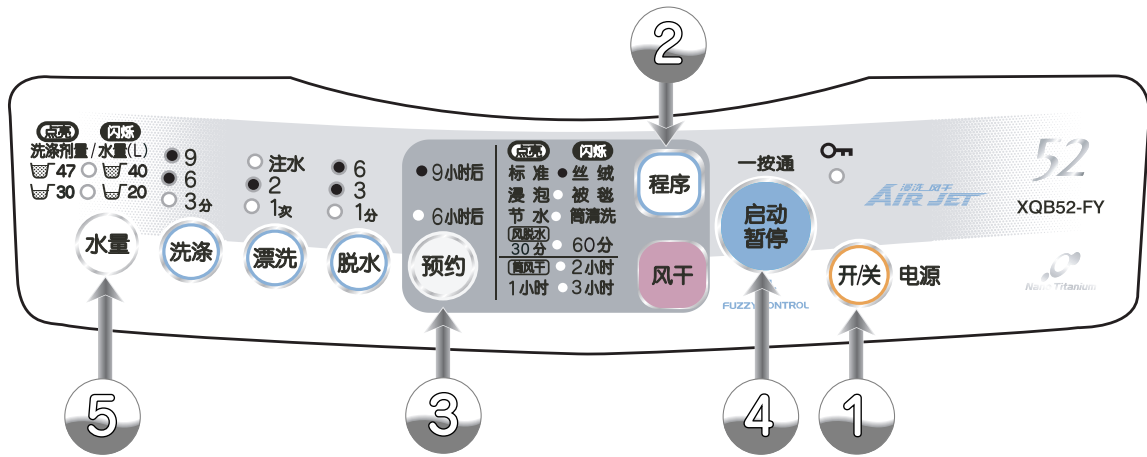 2
点亮 闪烁
洗涤剂量/水量(L)
47 40
30 20
水量
9
6
3分
洗涤
注水
2
1次
漂洗
6
3
1分
脱水
9小时后
6小时后
预约
点亮 闪烁
标准 丝绒
浸泡 被毯
节水 筒清洗
风脱水
30分 60分
筒风干 2小时
1小时 3小时
程序
风干
一按通
启动
暂停
FUZZY CONTROL
开/关 电源
清洗 风干
AIR JET
52
XQB52-FY
Nano Titanium
5
3
4
1